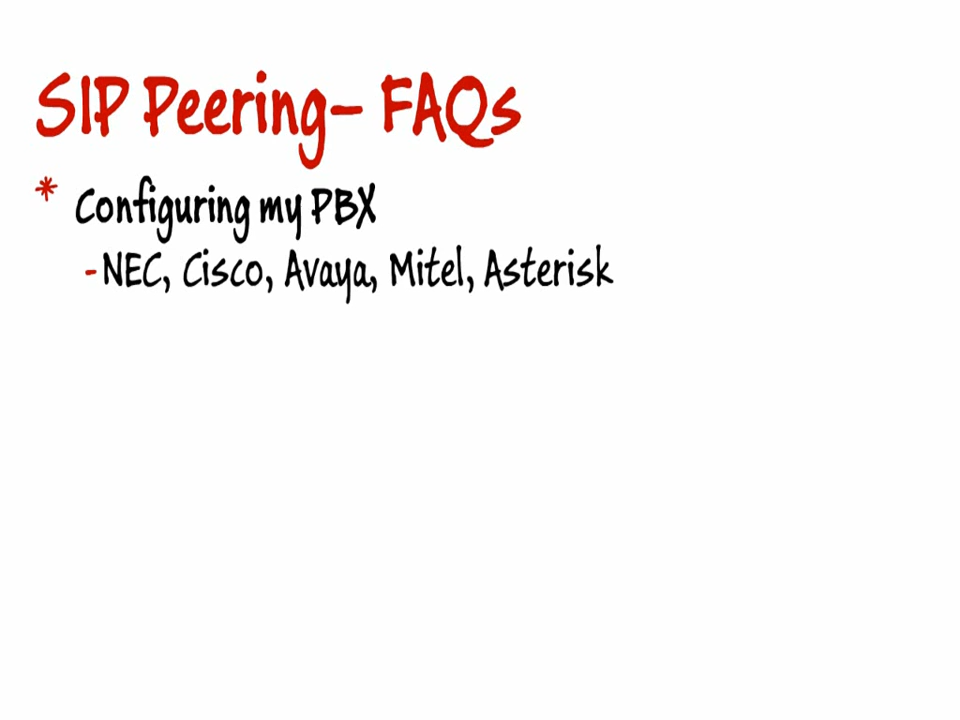 SIP Peering– FAQs
* Configuring my PBX
- NEC, Cisco, Avaya, Mitel, Asterisk